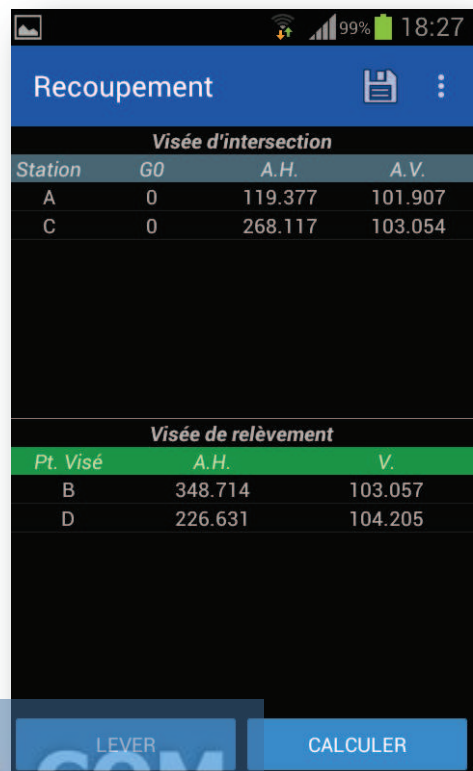 99% 18:27
Recoupement
Visée d'intersection
Station G0 A.H. A.V.
A 0 119.377 101.907
C 0 268.117 103.054
Visée de relèvement
Pt. Visé A.H. V.
B 348.714 103.057
D 226.631 104.205
LEVER CALCULER
COM